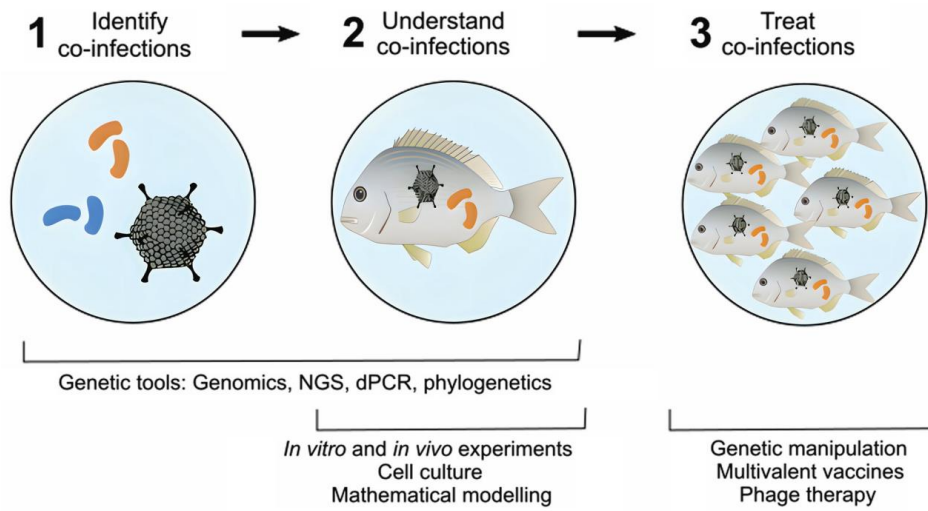 1 Identify co-infections
2 Understand co-infections
3 Treat co-infections
Genetic tools: Genomics, NGS, dPCR, phylogenetics
In vitro and in vivo experiments
Cell culture
Mathematical modelling
Genetic manipulation
Multivalent vaccines
Phage therapy